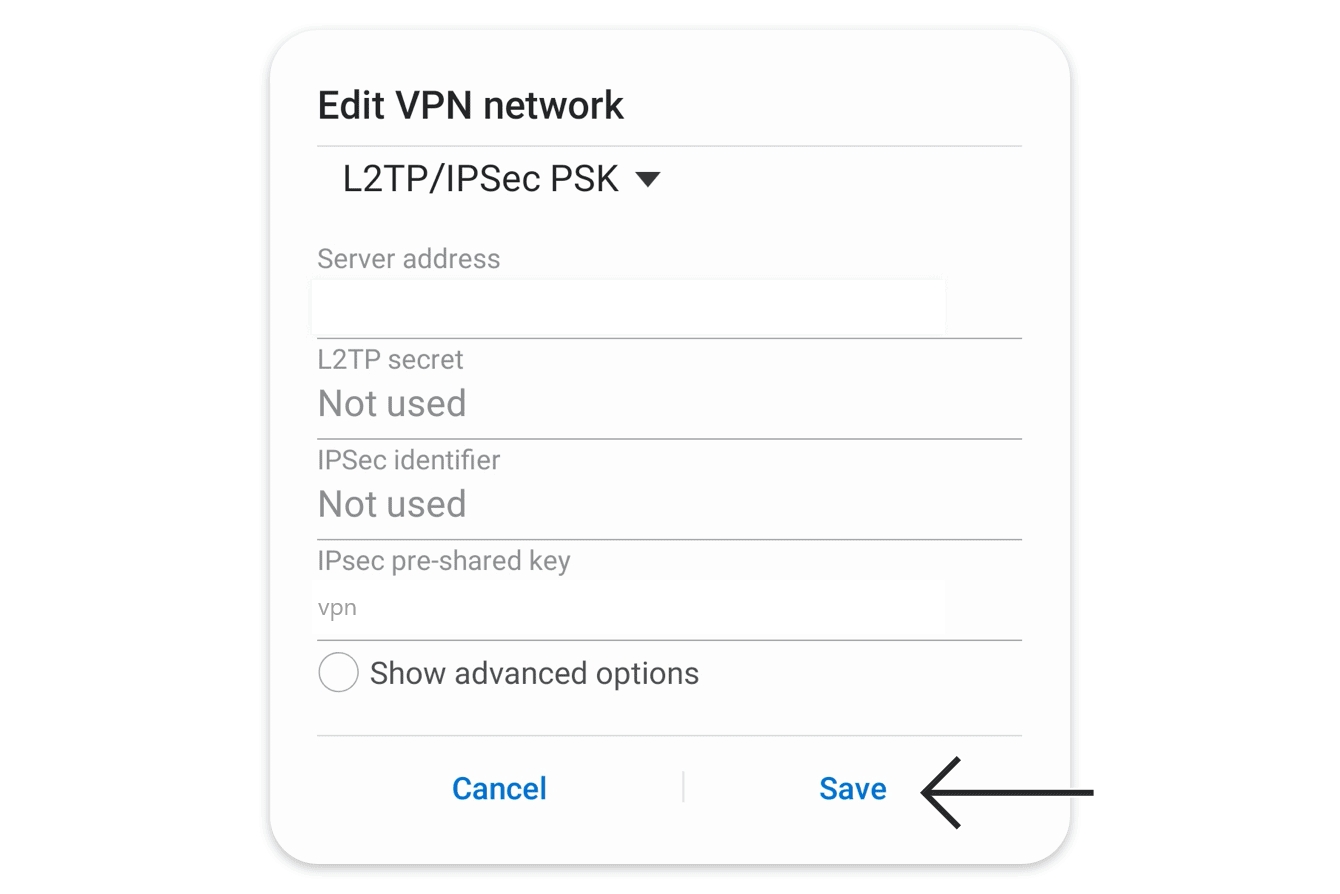 Edit VPN network
L2TP/IPSec PSK
Server address
L2TP secret
Not used
IPSec identifier
Not used
IPsec pre-shared key
vpn
Show advanced options
Cancel Save